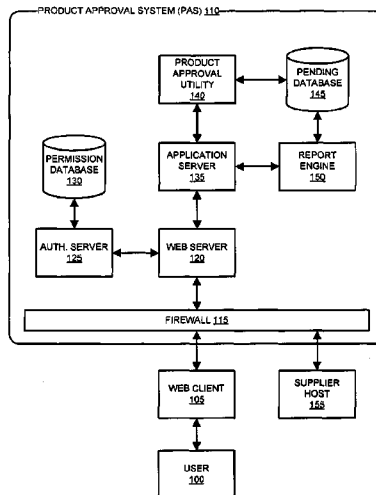 PRODUCT APPROVAL SYSTEM (PAS) 110
PRODUCT
APPROVAL
UTILITY
140
PENDING
DATABASE
145
PERMISSION
DATABASE
130
APPLICATION
SERVER
135
REPORT
ENGINE
150
AUTH. SERVER
125
WEB SERVER
120
FIREWALL 115
WEB CLIENT
105
SUPPLIER
HOST
155
USER
100